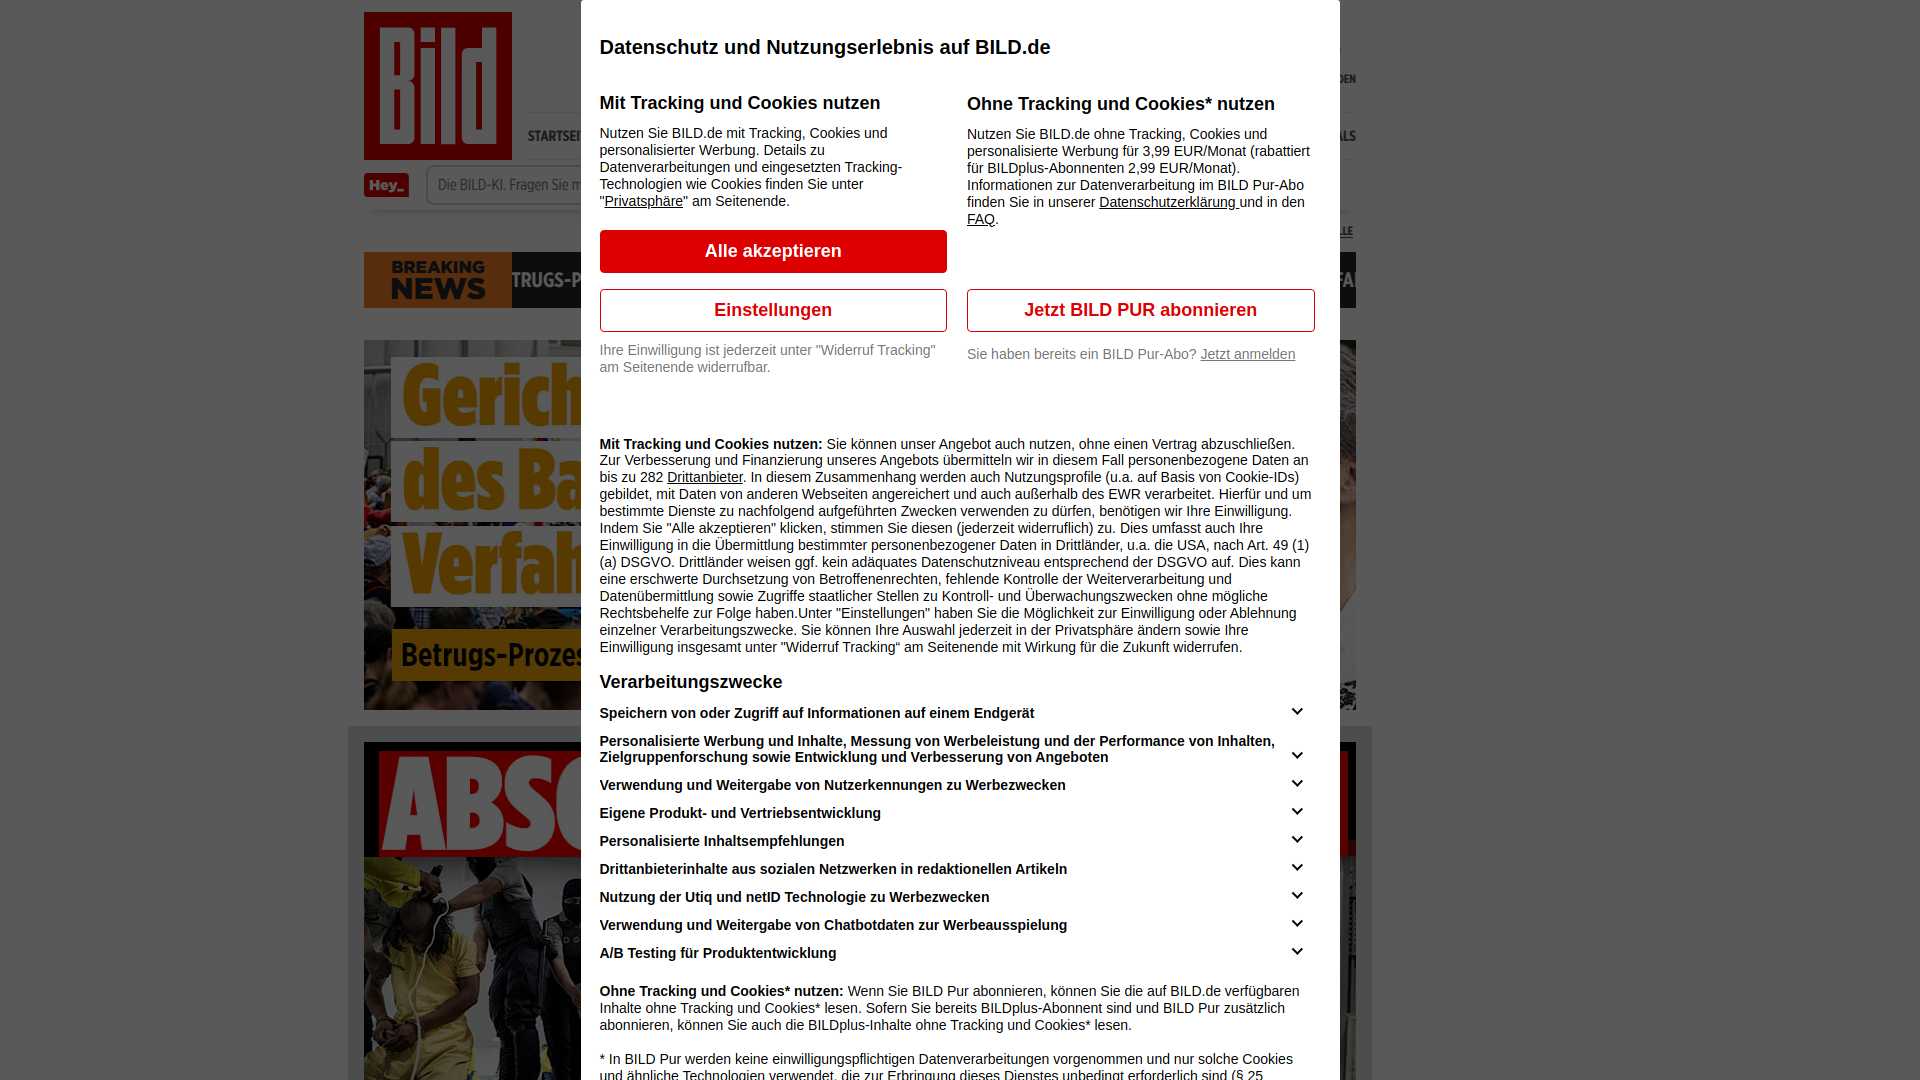 Bild
STARTSEI
Hey_
Die BILD-KI. Fragen Sie m
BREAKING
NEWS
TRUGS-P
Gerich
des Ba
Verfah
Betrugs-Prozes
ABSC
Datenschutz und Nutzungserlebnis auf BILD.de
Mit Tracking und Cookies nutzen
Nutzen Sie BILD.de mit Tracking, Cookies und
personalisierter Werbung. Details zu
Datenverarbeitungen und eingesetzten Tracking-
Technologien wie Cookies finden Sie unter
"Privatsphäre" am Seitenende.
Alle akzeptieren
Einstellungen
Ihre Einwilligung ist jederzeit unter "Widerruf Tracking"
am Seitenende widerrufbar.
Ohne Tracking und Cookies* nutzen
Nutzen Sie BILD.de ohne Tracking, Cookies und
personalisierte Werbung für 3,99 EUR/Monat (rabattiert
für BILDplus-Abonnenten 2,99 EUR/Monat).
Informationen zur Datenverarbeitung im BILD Pur-Abo
finden Sie in unserer Datenschutzerklärung und in den
FAQ.
Jetzt BILD PUR abonnieren
Sie haben bereits ein BILD Pur-Abo? Jetzt anmelden
Mit Tracking und Cookies nutzen: Sie können unser Angebot auch nutzen, ohne einen Vertrag abzuschließen.
Zur Verbesserung und Finanzierung unseres Angebots übermitteln wir in diesem Fall personenbezogene Daten an
bis zu 282 Drittanbieter. In diesem Zusammenhang werden auch Nutzungsprofile (u.a. auf Basis von Cookie-IDs)
gebildet, mit Daten von anderen Webseiten angereichert und auch außerhalb des EWR verarbeitet. Hierfür und um
bestimmte Dienste zu nachfolgend aufgeführten Zwecken verwenden zu dürfen, benötigen wir Ihre Einwilligung.
Indem Sie "Alle akzeptieren" klicken, stimmen Sie diesen (jederzeit widerruflich) zu. Dies umfasst auch Ihre
Einwilligung in die Übermittlung bestimmter personenbezogener Daten in Drittländer, u.a. die USA, nach Art. 49 (1)
(a) DSGVO. Drittländer weisen ggf. kein adäquates Datenschutzniveau entsprechend der DSGVO auf. Dies kann
eine erschwerte Durchsetzung von Betroffenenrechten, fehlende Kontrolle der Weiterverarbeitung und
Datenübermittlung sowie Zugriffe staatlicher Stellen zu Kontroll- und Überwachungszwecken ohne mögliche
Rechtsbehelfe zur Folge haben.Unter "Einstellungen" haben Sie die Möglichkeit zur Einwilligung oder Ablehnung
einzelner Verarbeitungszwecke. Sie können Ihre Auswahl jederzeit in der Privatsphäre ändern sowie Ihre
Einwilligung insgesamt unter "Widerruf Tracking“ am Seitenende mit Wirkung für die Zukunft widerrufen.
Verarbeitungszwecke
Speichern von oder Zugriff auf Informationen auf einem Endgerät
Personalisierte Werbung und Inhalte, Messung von Werbeleistung und der Performance von Inhalten,
Zielgruppenforschung sowie Entwicklung und Verbesserung von Angeboten
Verwendung und Weitergabe von Nutzerkennungen zu Werbezwecken
Eigene Produkt- und Vertriebsentwicklung
Personalisierte Inhaltsempfehlungen
Drittanbieterinhalte aus sozialen Netzwerken in redaktionellen Artikeln
Nutzung der Utiq und netID Technologie zu Werbezwecken
Verwendung und Weitergabe von Chatbotdaten zur Werbeausspielung
A/B Testing für Produktentwicklung
Ohne Tracking und Cookies* nutzen: Wenn Sie BILD Pur abonnieren, können Sie die auf BILD.de verfügbaren
Inhalte ohne Tracking und Cookies* lesen. Sofern Sie bereits BILDplus-Abonnent sind und BILD Pur zusätzlich
abonnieren, können Sie auch die BILDplus-Inhalte ohne Tracking und Cookies* lesen.
* In BILD Pur werden keine einwilligungspflichtigen Datenverarbeitungen vorgenommen und nur solche Cookies
und ähnliche Technologien verwendet, die zur Erbringung dieses Dienstes unbedingt erforderlich sind (§ 25
DEN
ALS
LLE
FAI